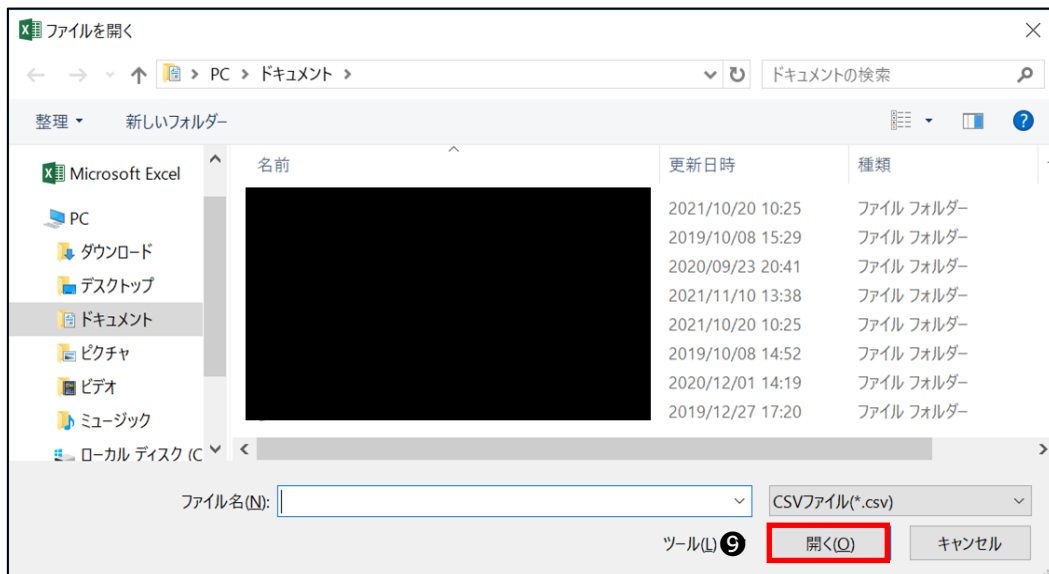 ファイルを開く
PC > ドキュメント >
ドキュメントの検索
整理
新しいフォルダー
名前
更新日時
種類
Microsoft Excel
PC
ダウンロード
デスクトップ
ドキュメント
ピクチャ
ビデオ
ミュージック
ローカル ディスク (C
2021/10/20 10:25 ファイル フォルダー
2019/10/08 15:29 ファイル フォルダー
2020/09/23 20:41 ファイル フォルダー
2021/11/10 13:38 ファイル フォルダー
2021/10/20 10:25 ファイル フォルダー
2019/10/08 14:52 ファイル フォルダー
2020/12/01 14:19 ファイル フォルダー
2019/12/27 17:20 ファイル フォルダー
ファイル名(N):
CSVファイル(*.csv)
ツール(L) ❾ 開く(O) キャンセル